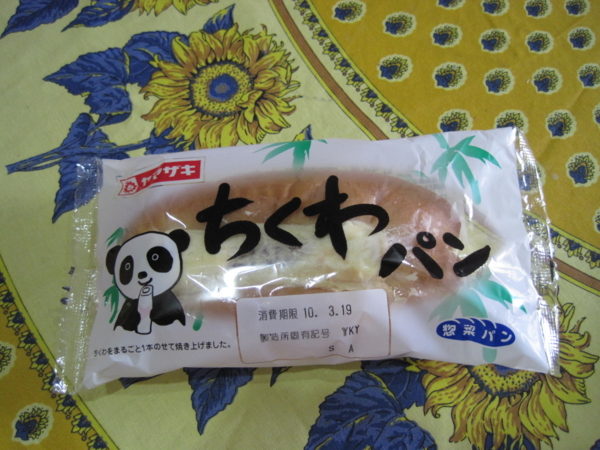 ヤマザキ
ちくわ
パン
消費期限 10. 3.19
製造所固有記号 YKY
S A
ちくわをまるごと1本のせて焼き上げました。
惣菜パン